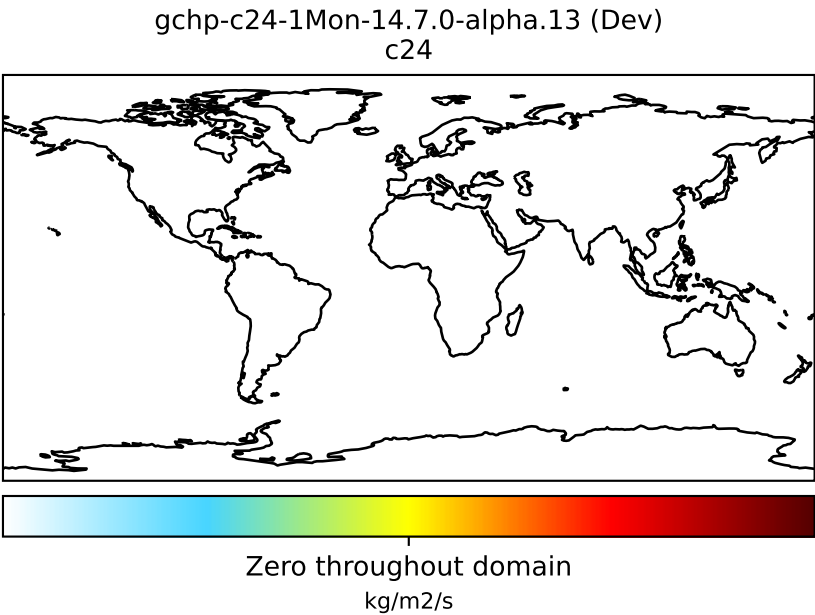 gchp-c24-1Mon-14.7.0-alpha.13 (Dev)
c24
Zero throughout domain
kg/m2/s